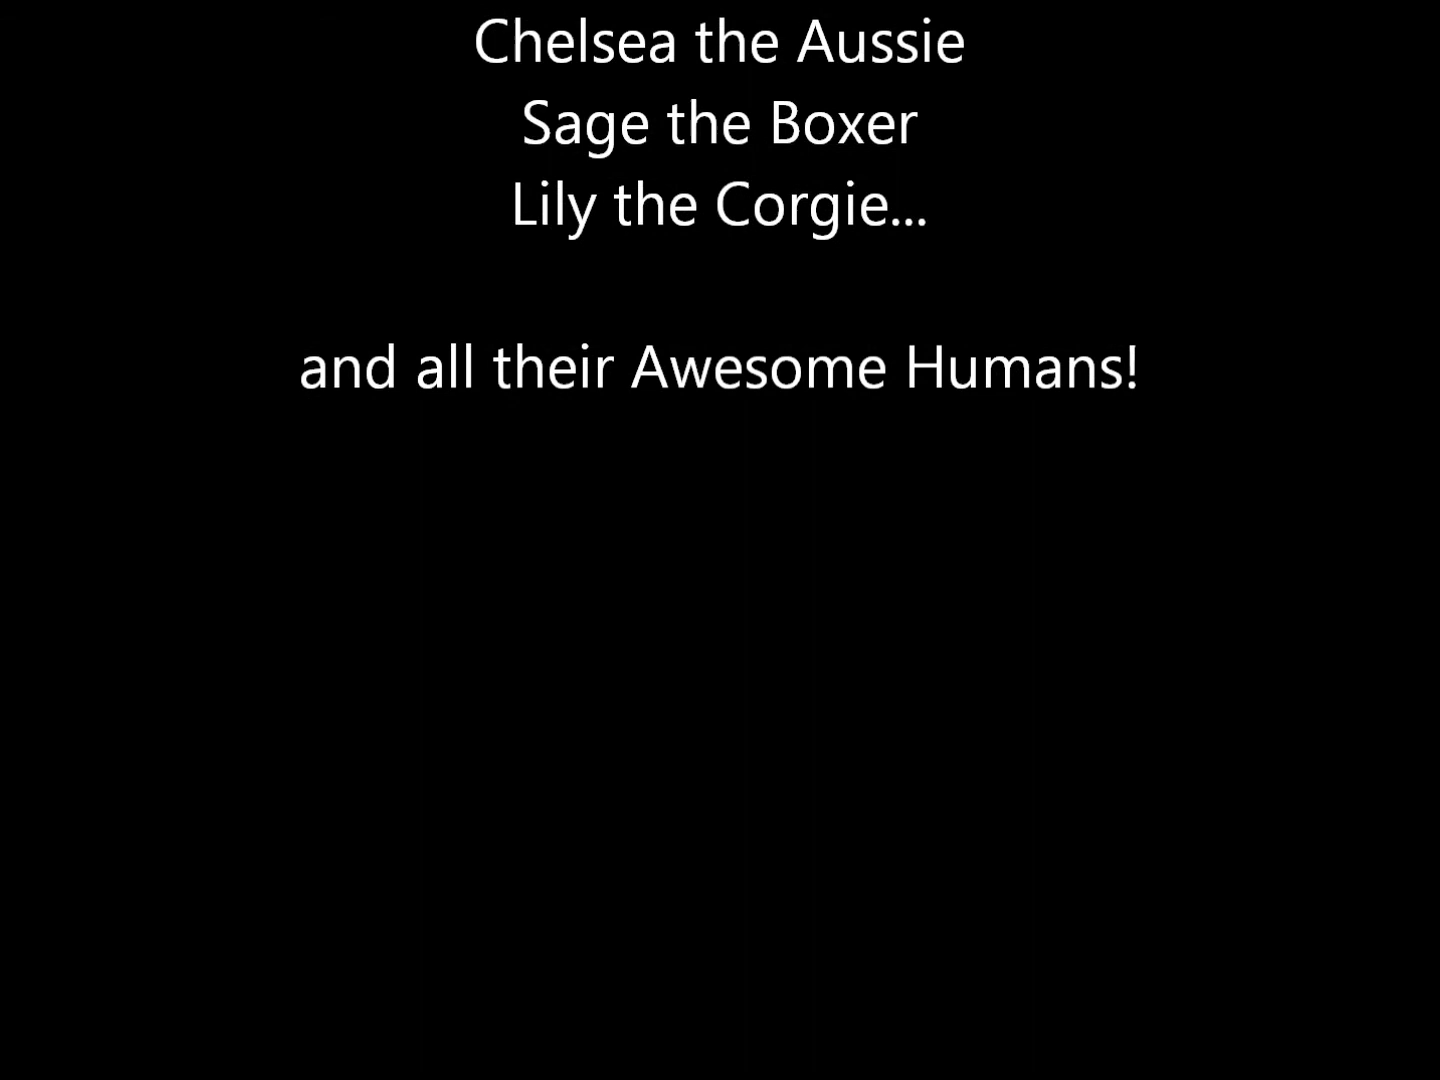 Chelsea the Aussie
Sage the Boxer
Lily the Corgie...
and all their Awesome Humans!